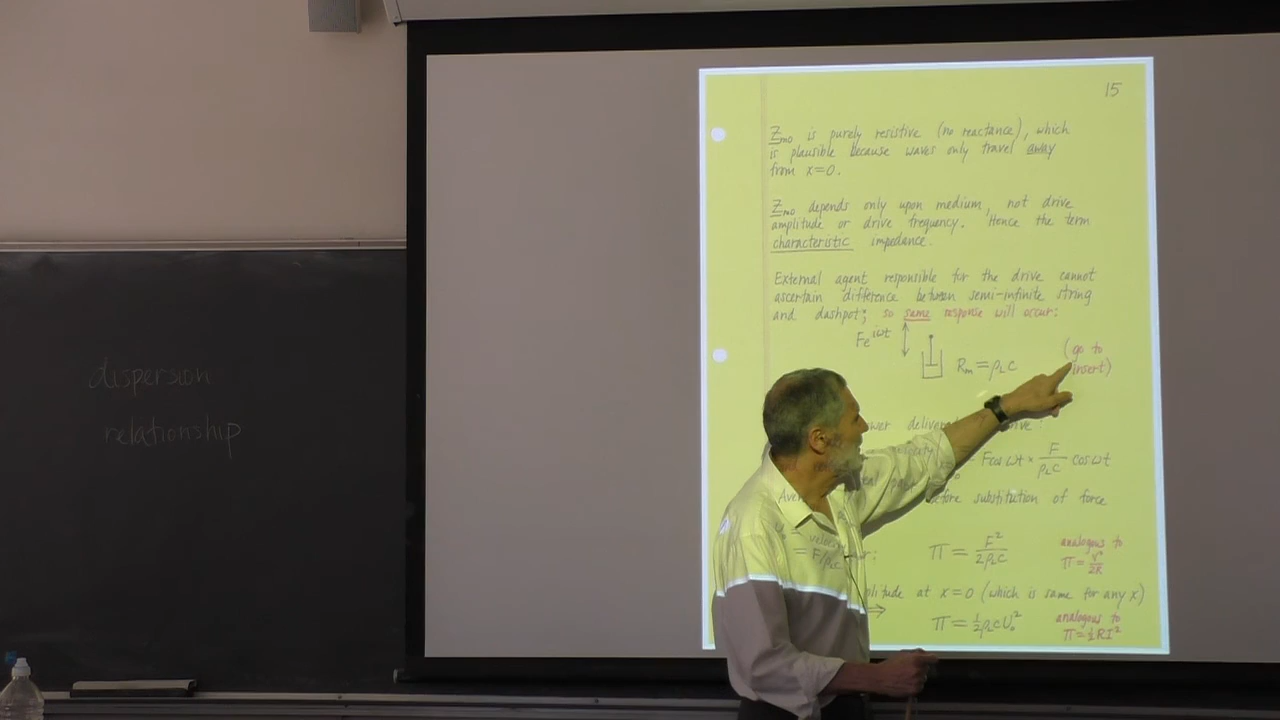 15
Zmo is purely resistive (no reactance), which
is plausible because waves only travel away
from x=0.
Zmo depends only upon medium, not drive
amplitude or drive frequency. Hence the term
characteristic impedance.
External agent responsible for the drive cannot
ascertain difference between semi-infinite string
and dashpot; so same response will occur:
Fe^iωt
Rm = ρLc
(go to
insert)
delivered
Fcos ωt × F/ρLc cos ωt
before substitution of force
= F/ρLc
Π = F²/2ρLc
analogous to
Π = V²/2R
at x=0 (which is same for any x)
⇒ Π = ½ρLcU₀²
analogous to
Π = ½RI²
dispersion
relationship